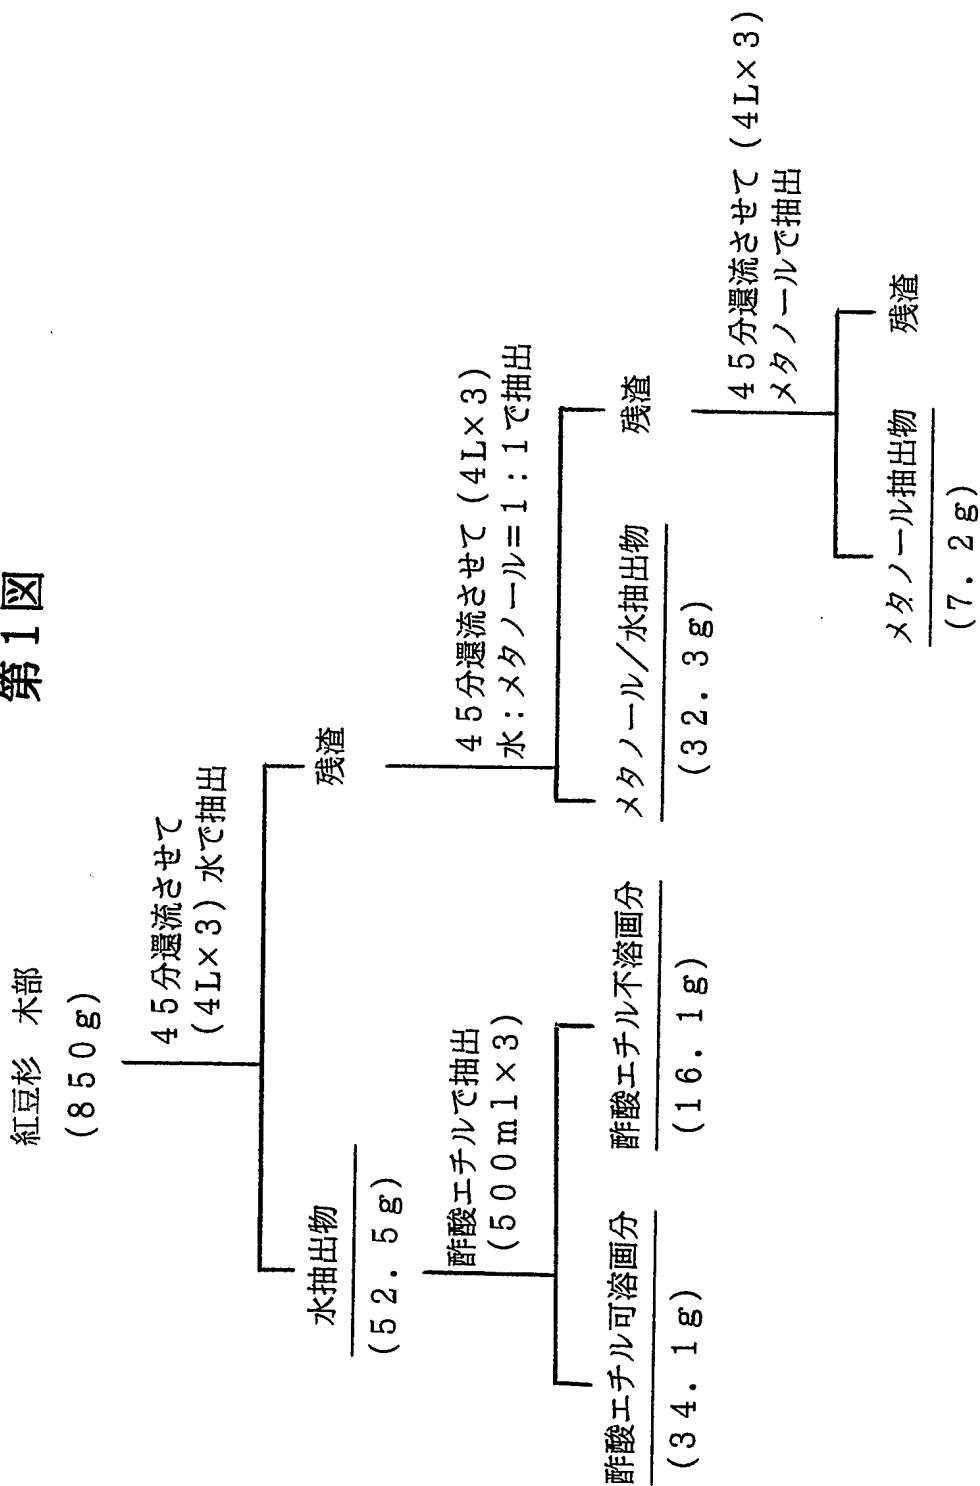 第1図
紅豆杉 木部
(850g)
45分還流させて
(4L×3)水で抽出
水抽出物
(52.5g)
残渣
酢酸エチルで抽出
(500ml×3)
45分還流させて(4L×3)
水:メタノール=1:1で抽出
酢酸エチル可溶画分
(34.1g)
酢酸エチル不溶画分
(16.1g)
メタノール/水抽出物
(32.3g)
残渣
45分還流させて(4L×3)
メタノールで抽出
メタノール抽出物
(7.2g)
残渣